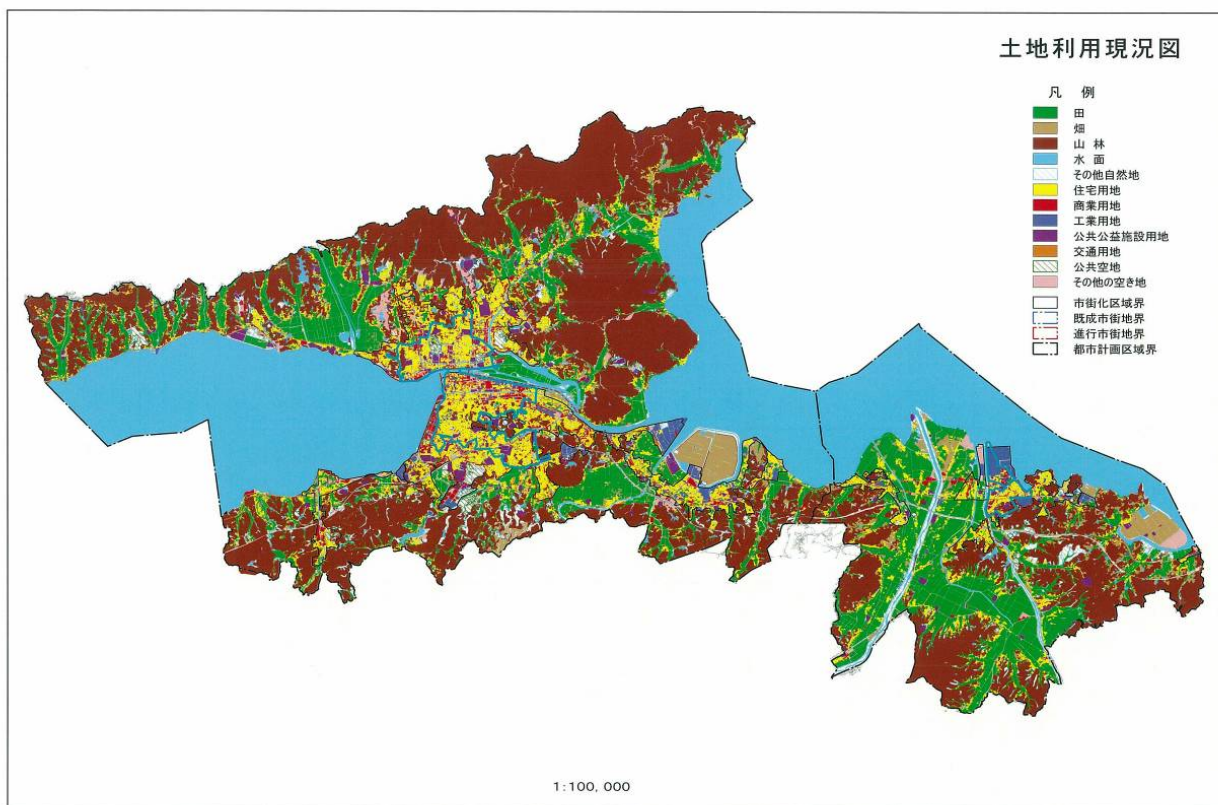 土地利用現況図
凡 例
田
畑
山 林
水 面
その他自然地
住宅用地
商業用地
工業用地
公共公益施設用地
交通用地
公共空地
その他の空き地
市街化区域界
既成市街地界
進行市街地界
都市計画区域界
1:100,000